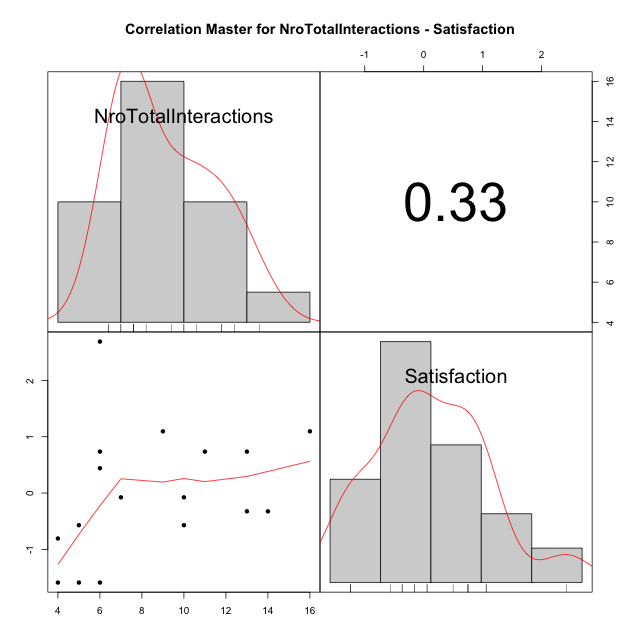 Correlation Master for NroTotalInteractions - Satisfaction
-1 0 1 2
NroTotalInteractions
0.33
16
14
12
10
8
6
4
Satisfaction
2
1
0
-1
4 6 8 10 12 14 16